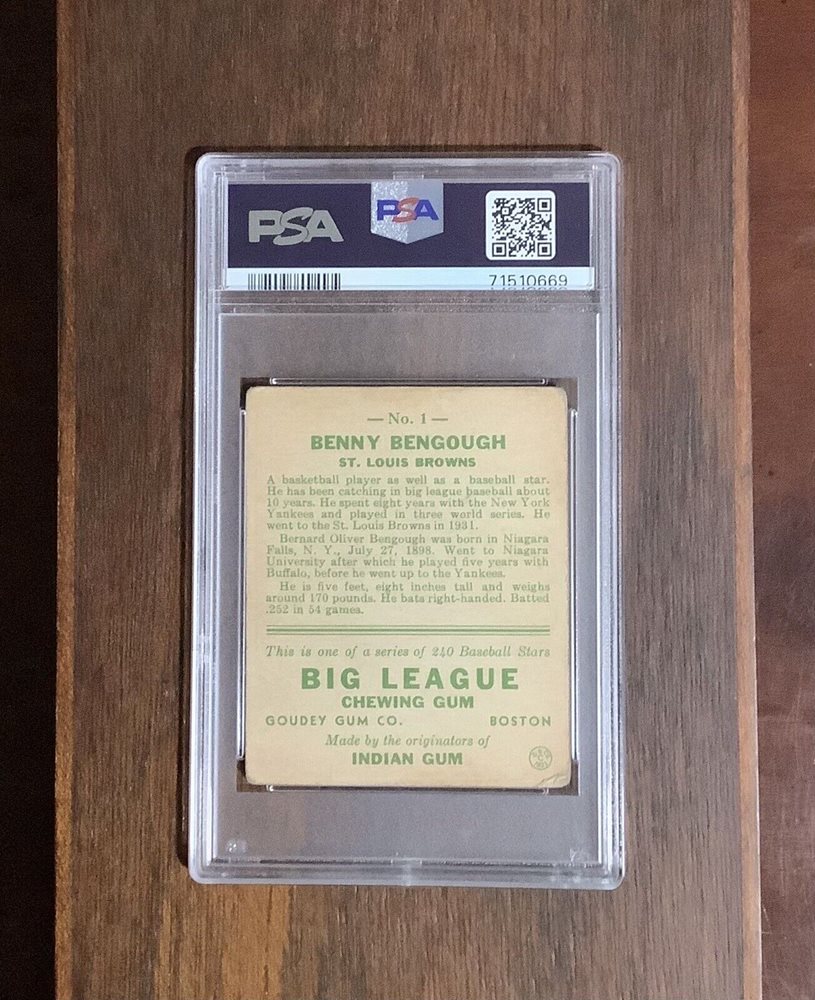 PSA
PSA
71510669
— No. 1 —
BENNY BENGOUGH
ST. LOUIS BROWNS
A basketball player as well as a baseball star.
He has been catching in big league baseball about
10 years. He spent eight years with the New York
Yankees and played in three world series. He
went to the St. Louis Browns in 1931.
Bernard Oliver Bengough was born in Niagara
Falls, N. Y., July 27, 1898. Went to Niagara
University after which he played five years with
Buffalo, before he went up to the Yankees.
He is five feet, eight inches tall and weighs
around 170 pounds. He bats right-handed. Batted
.252 in 54 games.
This is one of a series of 240 Baseball Stars
BIG LEAGUE
CHEWING GUM
GOUDEY GUM CO. BOSTON
Made by the originators of
INDIAN GUM